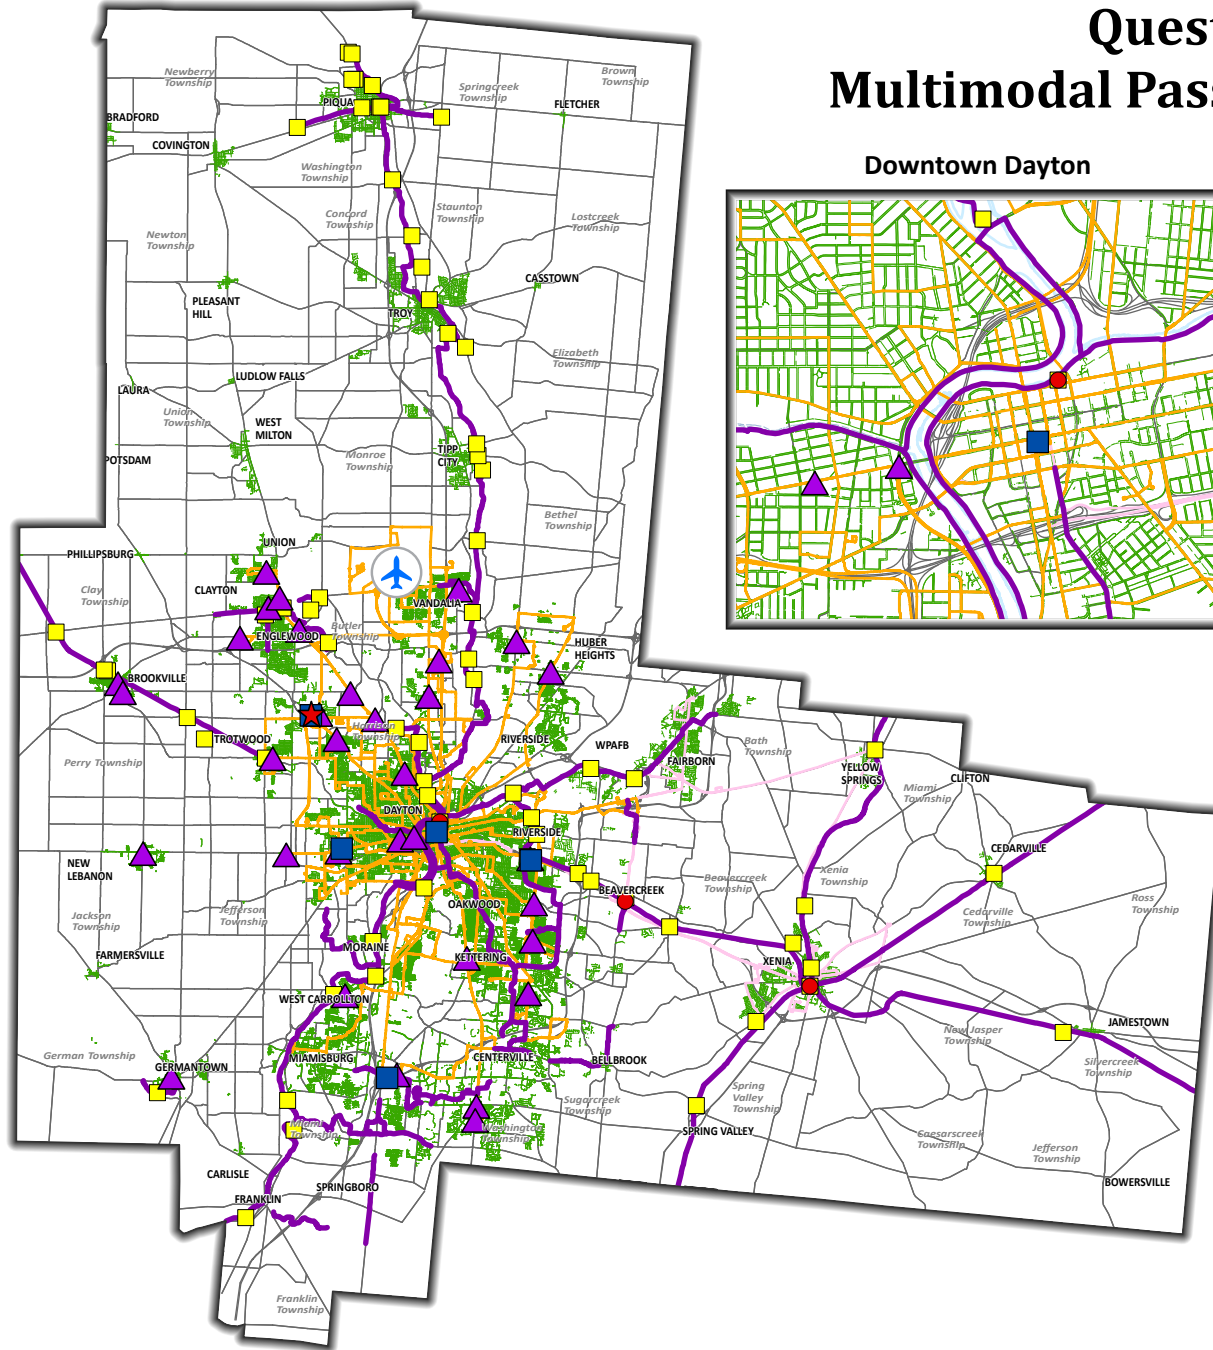 Quest
Multimodal Pass
Downtown Dayton
Newberry
Township
Brown
Township
Springcreek
Township
PIQUA
FLETCHER
BRADFORD
COVINGTON
Washington
Township
Staunton
Township
Concord
Township
Lostcreek
Township
Newton
Township
CASSTOWN
PLEASANT
HILL
TROY
Elizabeth
Township
LUDLOW FALLS
LAURA
Union
Township
WEST
MILTON
Monroe
Township
TIPP
CITY
POTSDAM
Bethel
Township
UNION
PHILLIPSBURG
Clay
Township
CLAYTON
VANDALIA
Butler
Township
ENGLEWOOD
HUBER
HEIGHTS
BROOKVILLE
Harrison
Township
TROTWOOD
RIVERSIDE
WPAFB
Bath
Township
Perry Township
FAIRBORN
YELLOW
SPRINGS
CLIFTON
Miami
Township
DAYTON
RIVERSIDE
CEDARVILLE
NEW
LEBANON
Xenia
Township
Beavercreek
Township
BEAVERCREEK
OAKWOOD
Ross
Township
Jefferson
Township
Jackson
Township
Cedarville
Township
MORAINE
FARMERSVILLE
KETTERING
XENIA
WEST CARROLLTON
JAMESTOWN
New Jasper
Township
German Township
MIAMISBURG
CENTERVILLE
BELLBROOK
Silvercreek
Township
GERMANTOWN
Spring
Valley
Township
Sugarcreek
Township
Miami
Township
Washington
Township
SPRING VALLEY
Caesarscreek
Township
Jefferson
Township
CARLISLE
SPRINGBORO
BOWERSVILLE
FRANKLIN
Franklin
Township